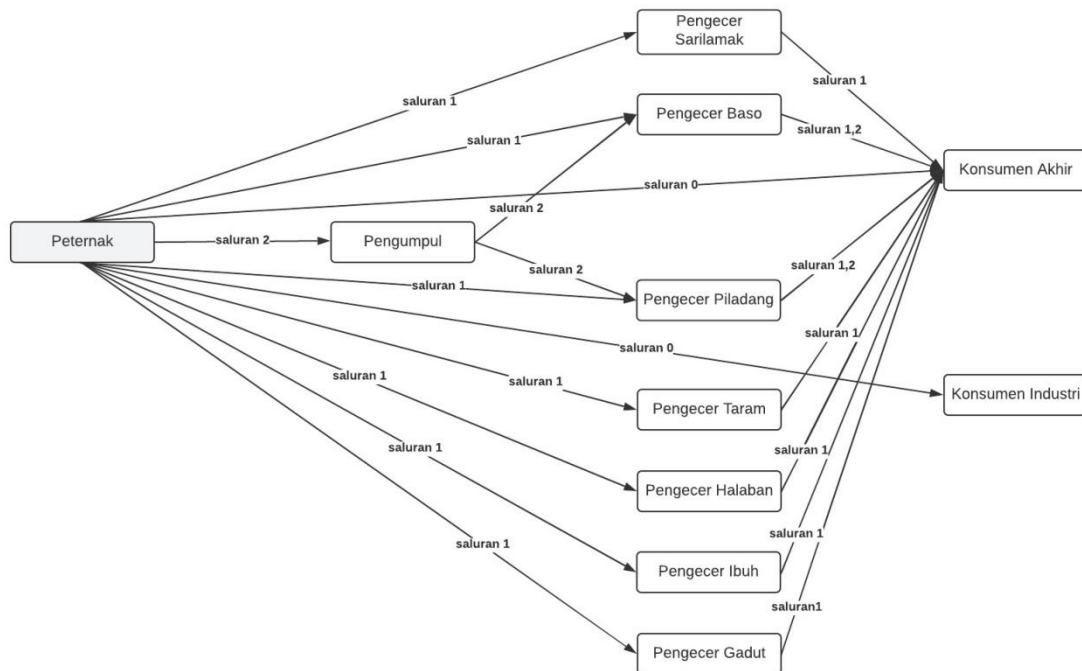 Pengecer
Sarilamak
saluran 1
saluran 1
Pengecer Baso
saluran 1
saluran 1,2
Konsumen Akhir
saluran 0
saluran 2
Peternak
saluran 2
Pengumpul
saluran 2
saluran 1,2
saluran 1
Pengecer Piladang
saluran 1
saluran 0
saluran 1
saluran 1
Konsumen Industri
Pengecer Taram
saluran 1
saluran 1
Pengecer Halaban
saluran 1
saluran 1
Pengecer Ibuh
saluran1
Pengecer Gadut